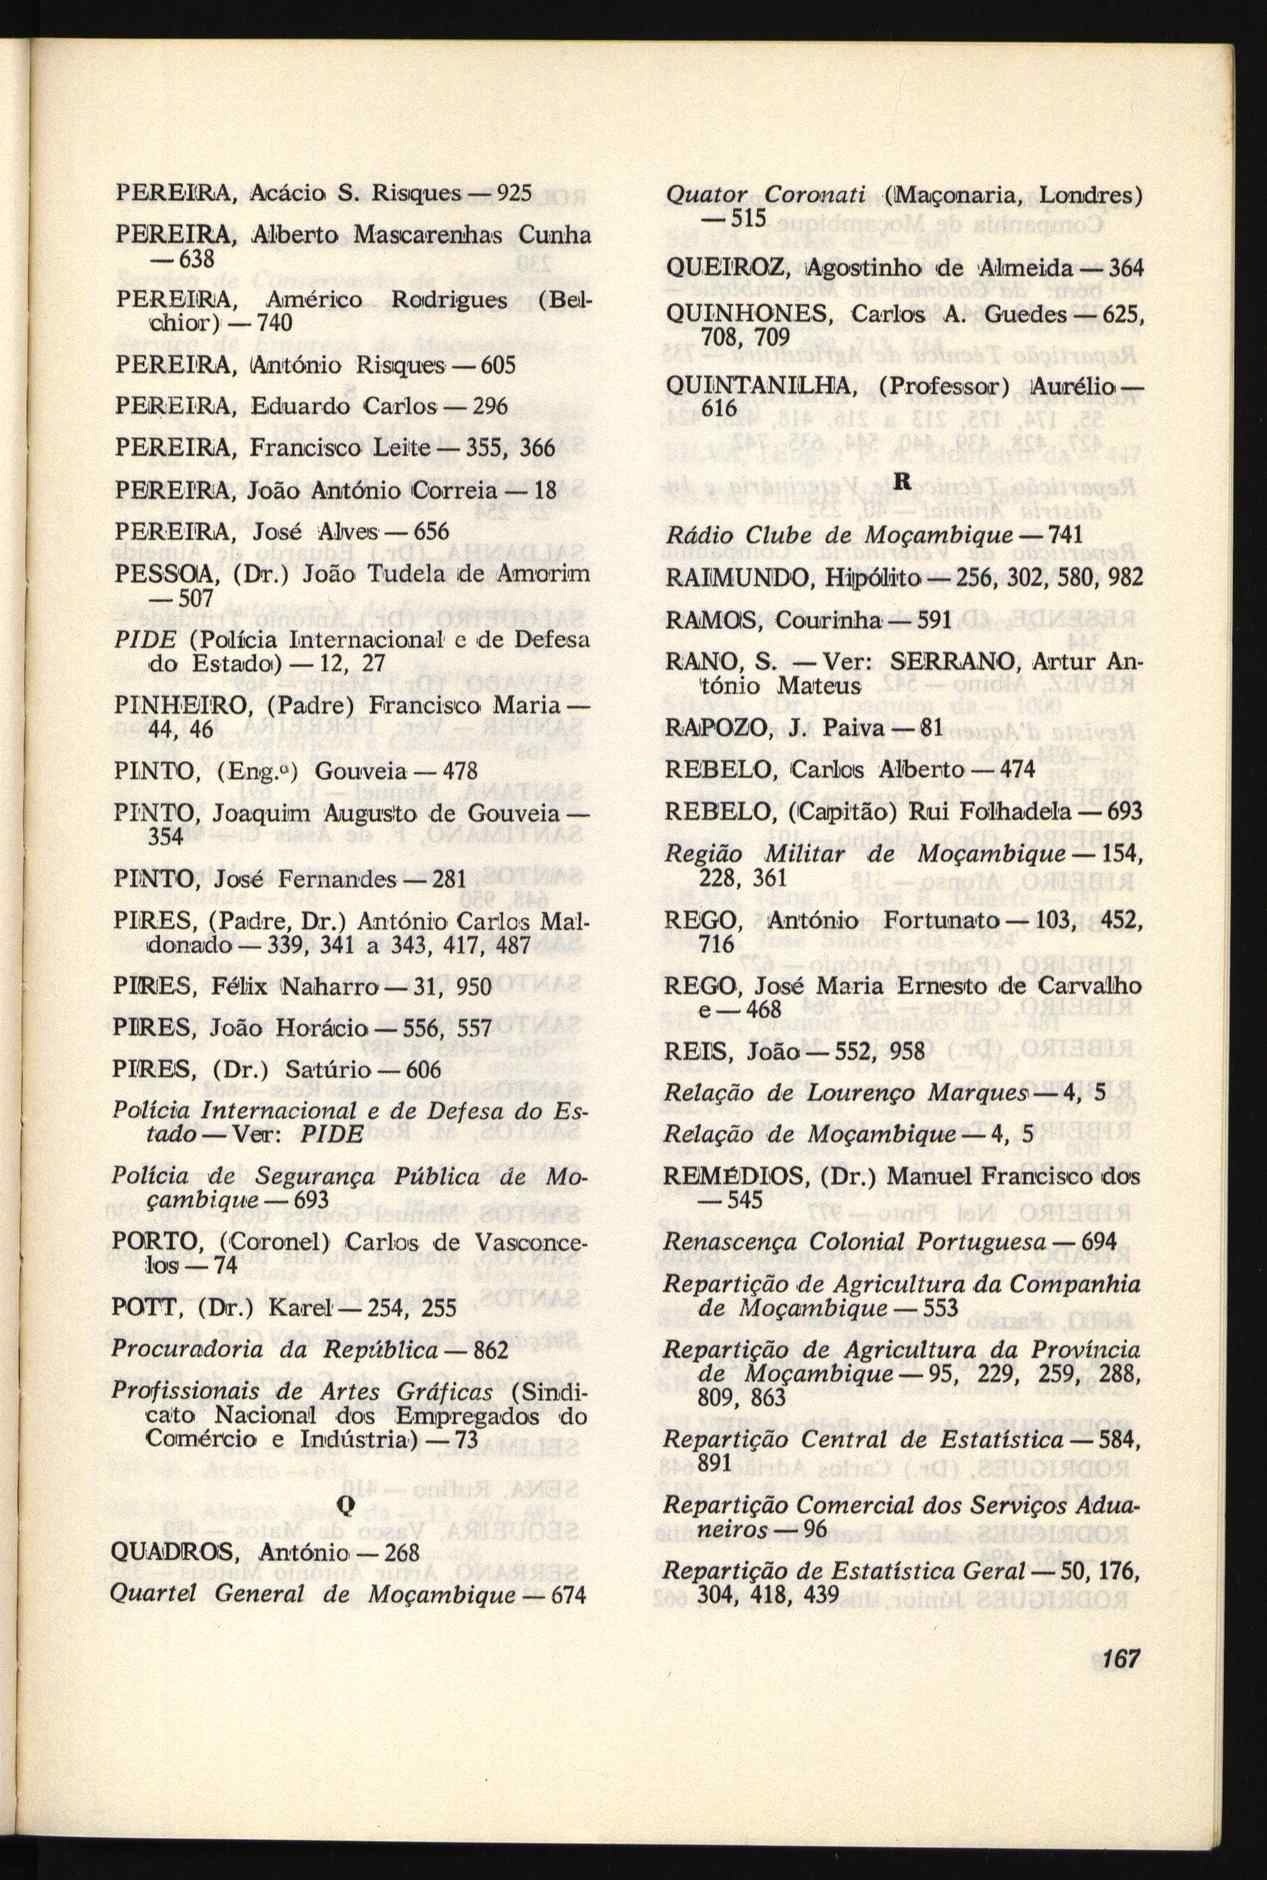 PEREIRA, Acácio S. Risques — 925
PEREIRA, Alberto Mascarenhas Cunha
— 638
PEREIRA, Américo Rodrigues (Bel-
chior) — 740
PEREIRA, António Risques — 605
PEREIRA, Eduardo Carlos — 296
PEREIRA, Francisco Leite — 355, 366
PEREIRA, João António Correia — 18
PEREIRA, José Alves — 656
PESSOA, (Dr.) João Tudela de Amorim
— 507
PIDE (Polícia Internacional e de Defesa
do Estado) — 12, 27
PINHEIRO, (Padre) Francisco Maria —
44, 46
PINTO, (Eng.º) Gouveia — 478
PINTO, Joaquim Augusto de Gouveia —
354
PINTO, José Fernandes — 281
PIRES, (Padre, Dr.) António Carlos Mal-
donado — 339, 341 a 343, 417, 487
PIRES, Félix Naharro — 31, 950
PIRES, João Horácio — 556, 557
PIRES, (Dr.) Satúrio — 606
Polícia Internacional e de Defesa do Es-
tado — Ver: PIDE
Polícia de Segurança Pública de Mo-
çambique — 693
PORTO, (Coronel) Carlos de Vasconce-
los — 74
POTT, (Dr.) Karel — 254, 255
Procuradoria da República — 862
Profissionais de Artes Gráficas (Sindi-
cato Nacional dos Empregados do
Comércio e Indústria) — 73
Q
QUADROS, António — 268
Quartel General de Moçambique — 674
Quator Coronati (Maçonaria, Londres)
— 515
QUEIROZ, Agostinho de Almeida — 364
QUINHONES, Carlos A. Guedes — 625,
708, 709
QUINTANILHA, (Professor) Aurélio —
616
R
Rádio Clube de Moçambique — 741
RAIMUNDO, Hipólito — 256, 302, 580, 982
RAMOS, Courinha — 591
RANO, S. — Ver: SERRANO, Artur An-
tónio Mateus
RAPOZO, J. Paiva — 81
REBELO, Carlos Alberto — 474
REBELO, (Capitão) Rui Folhadela — 693
Região Militar de Moçambique — 154,
228, 361
REGO, António Fortunato — 103, 452,
716
REGO, José Maria Ernesto de Carvalho
e — 468
REIS, João — 552, 958
Relação de Lourenço Marques — 4, 5
Relação de Moçambique — 4, 5
REMÉDIOS, (Dr.) Manuel Francisco dos
— 545
Renascença Colonial Portuguesa — 694
Repartição de Agricultura da Companhia
de Moçambique — 553
Repartição de Agricultura da Província
de Moçambique — 95, 229, 259, 288,
809, 863
Repartição Central de Estatística — 584,
891
Repartição Comercial dos Serviços Adua-
neiros — 96
Repartição de Estatística Geral — 50, 176,
304, 418, 439
167